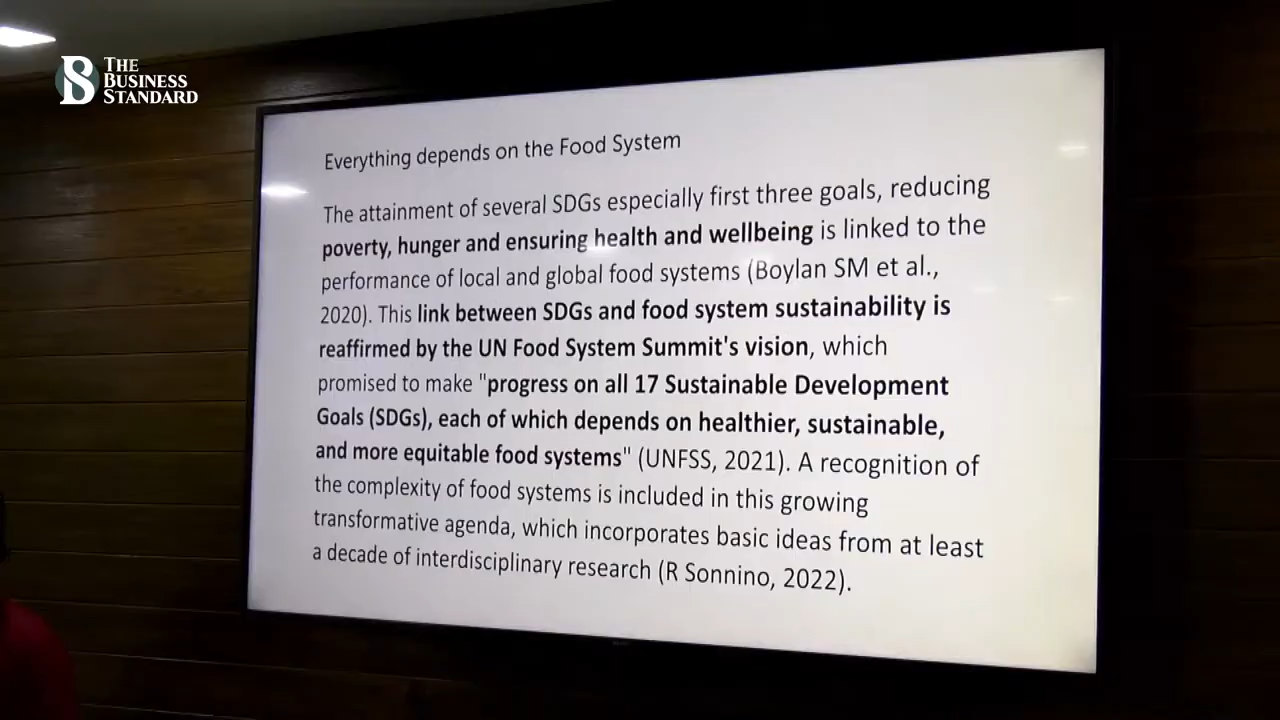 THE
BUSINESS
STANDARD
Everything depends on the Food System
The attainment of several SDGs especially first three goals, reducing
poverty, hunger and ensuring health and wellbeing is linked to the
performance of local and global food systems (Boylan SM et al.,
2020). This link between SDGs and food system sustainability is
reaffirmed by the UN Food System Summit's vision, which
promised to make "progress on all 17 Sustainable Development
Goals (SDGs), each of which depends on healthier, sustainable,
and more equitable food systems" (UNFSS, 2021). A recognition of
the complexity of food systems is included in this growing
transformative agenda, which incorporates basic ideas from at least
a decade of interdisciplinary research (R Sonnino, 2022).